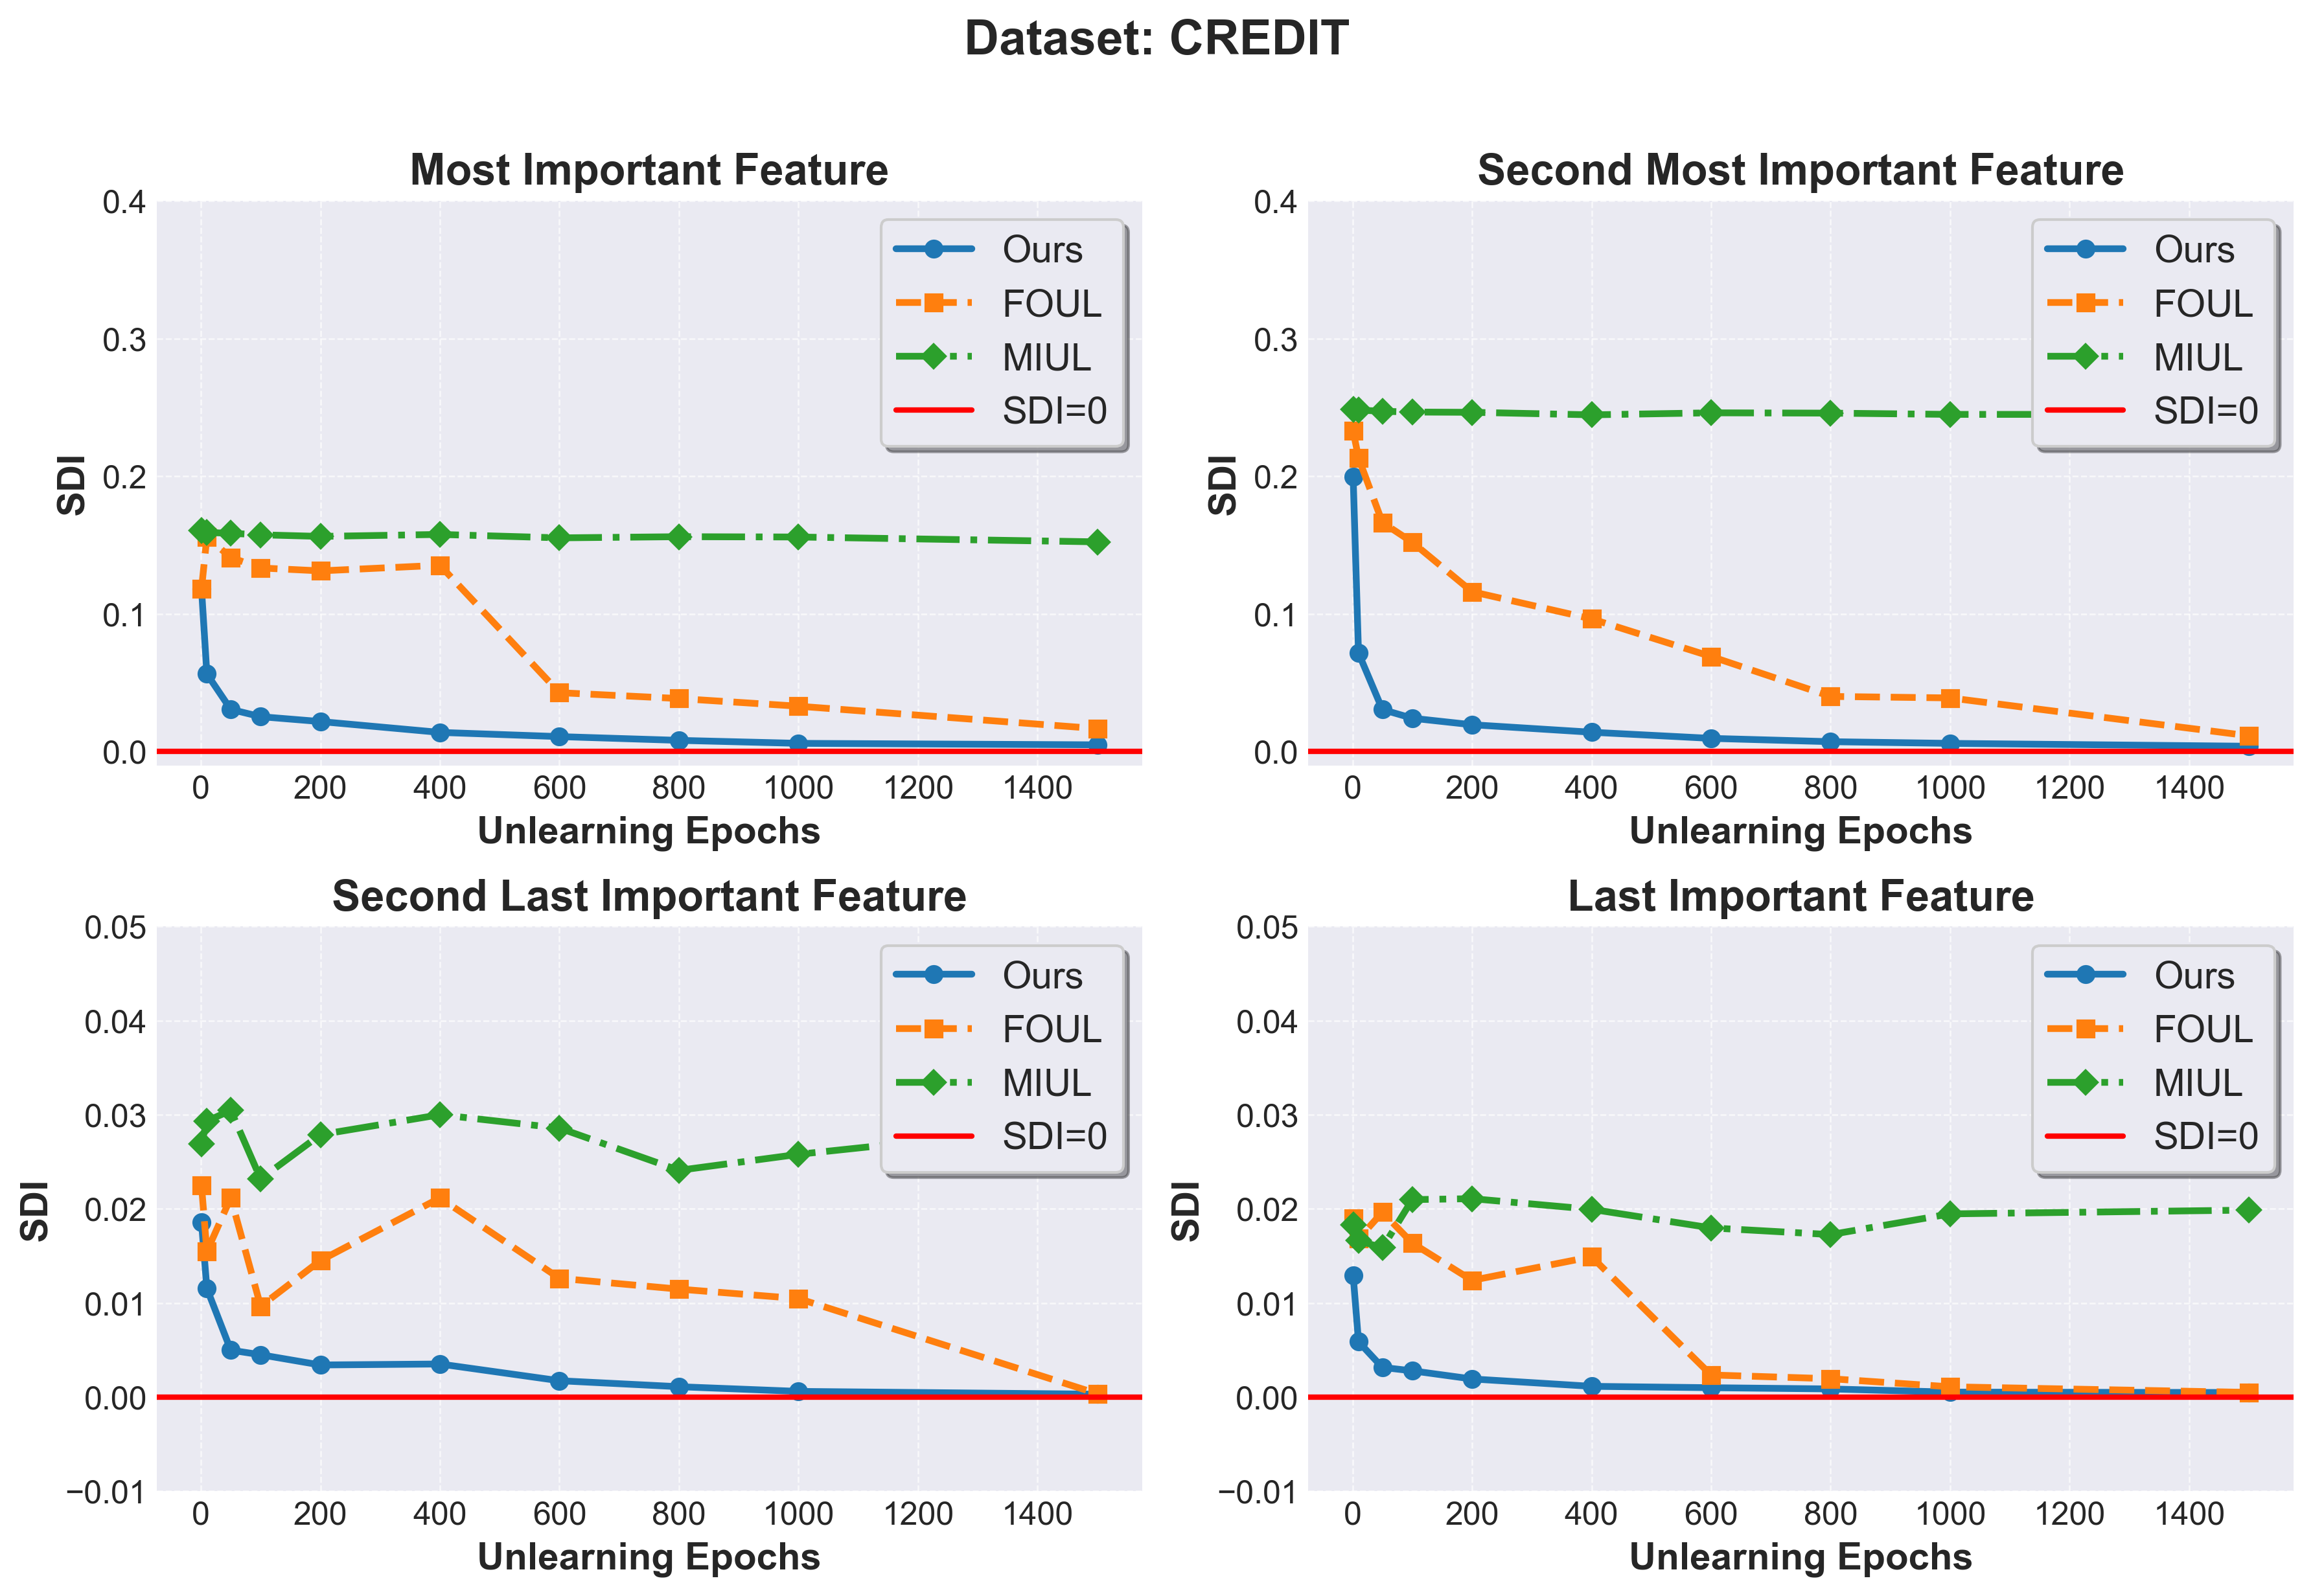 Dataset: CREDIT
Most Important Feature
0.4
0.3
0.2
0.1
0.0
SDI
Ours
FOUL
MIUL
SDI=0
0 200 400 600 800 1000 1200 1400
Unlearning Epochs
Second Most Important Feature
0.4
0.3
0.2
0.1
0.0
SDI
Ours
FOUL
MIUL
SDI=0
0 200 400 600 800 1000 1200 1400
Unlearning Epochs
Second Last Important Feature
0.05
0.04
0.03
0.02
0.01
0.00
−0.01
SDI
Ours
FOUL
MIUL
SDI=0
0 200 400 600 800 1000 1200 1400
Unlearning Epochs
Last Important Feature
0.05
0.04
0.03
0.02
0.01
0.00
−0.01
SDI
Ours
FOUL
MIUL
SDI=0
0 200 400 600 800 1000 1200 1400
Unlearning Epochs